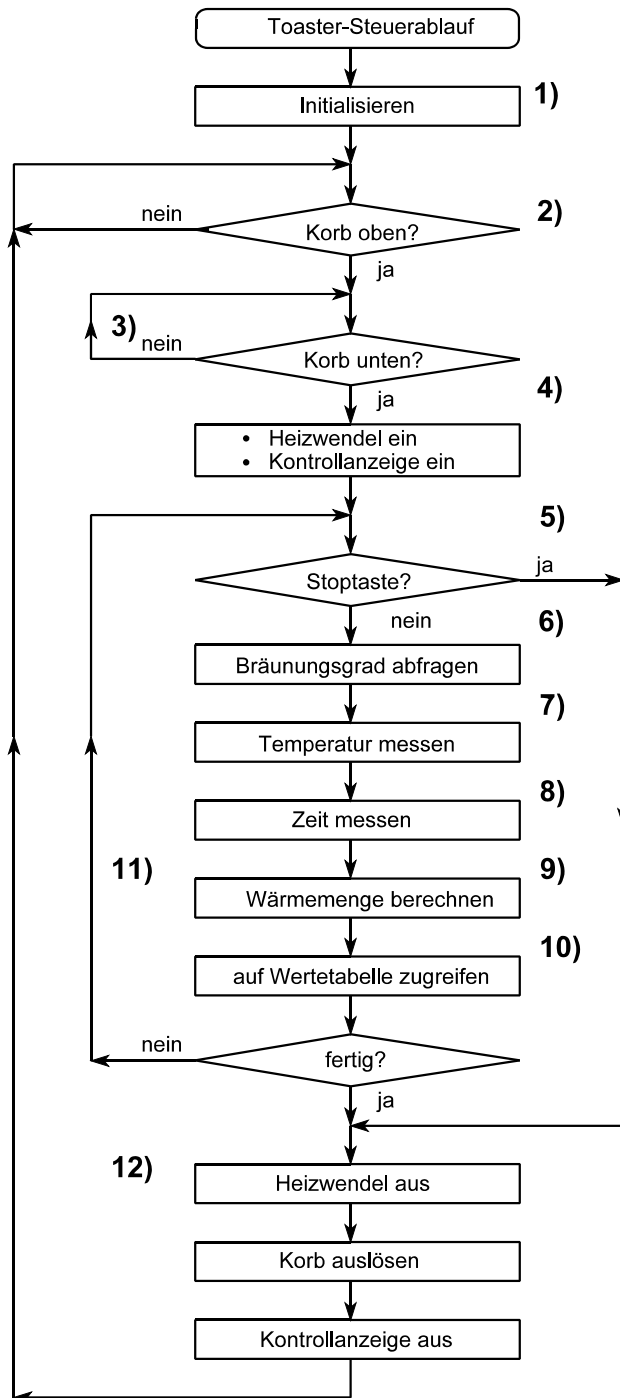 Toaster-Steuerablauf
1)
Initialisieren
nein
2)
Korb oben?
ja
3)
nein
Korb unten?
4)
ja
• Heizwendel ein
• Kontrollanzeige ein
5)
Stoptaste?
ja
nein
6)
Bräunungsgrad abfragen
7)
Temperatur messen
8)
Zeit messen
11)
9)
Wärmemenge berechnen
10)
auf Wertetabelle zugreifen
nein
fertig?
ja
12)
Heizwendel aus
Korb auslösen
Kontrollanzeige aus